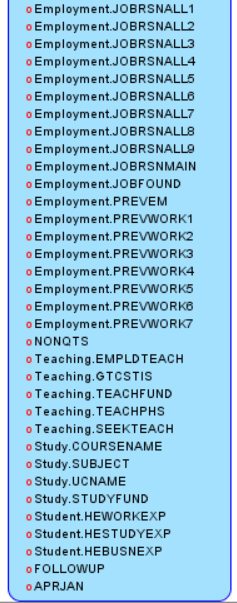 Employment.JOBRSNALL1
Employment.JOBRSNALL2
Employment.JOBRSNALL3
Employment.JOBRSNALL4
Employment.JOBRSNALL5
Employment.JOBRSNALL6
Employment.JOBRSNALL7
Employment.JOBRSNALL8
Employment.JOBRSNALL9
Employment.JOBRSNMAIN
Employment.JOBFOUND
Employment.PREVEM
Employment.PREVWORK1
Employment.PREVWORK2
Employment.PREVWORK3
Employment.PREVWORK4
Employment.PREVWORK5
Employment.PREVWORK6
Employment.PREVWORK7
NONQTS
Teaching.EMPLDTEACH
Teaching.GTCSTIS
Teaching.TEACHFUND
Teaching.TEACHPHS
Teaching.SEEKTEACH
Study.COURSENAME
Study.SUBJECT
Study.UCNAME
Study.STUDYFUND
Student.HEWORKEXP
Student.HESTUDYEXP
Student.HEBUSNEXP
FOLLOWUP
APRJAN